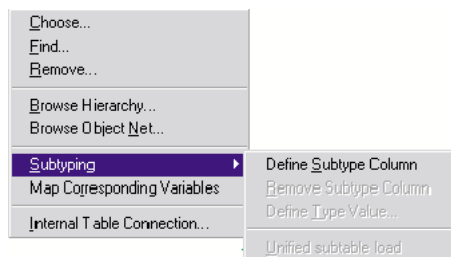 Choose...
Find...
Remove...
Browse Hierarchy...
Browse Object Net...
Subtyping
Map Corresponding Variables
Internal Table Connection...
Define Subtype Column
Remove Subtype Column
Define Type Value...
Unified subtable load